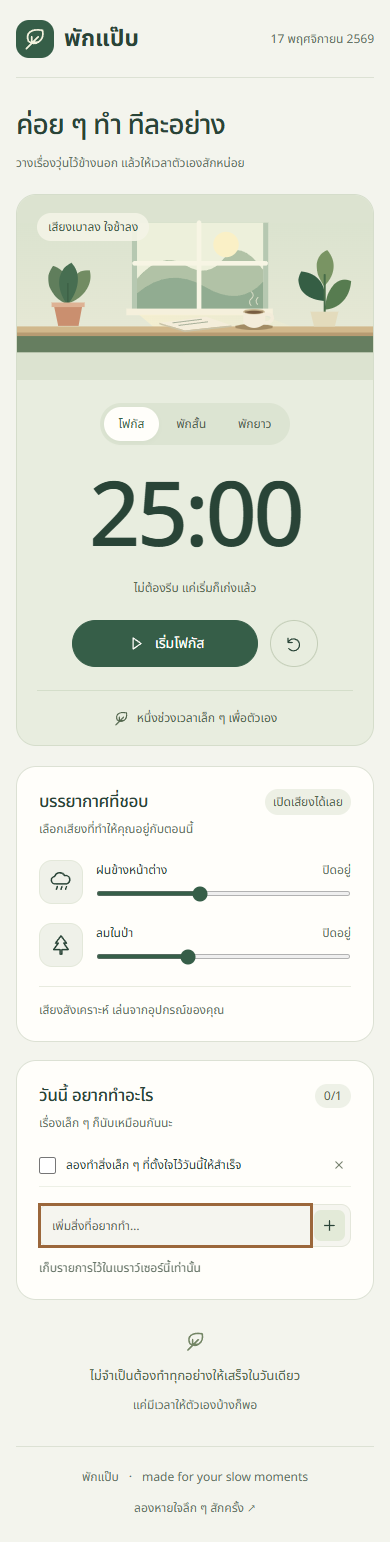 พักแป๊บ
17 พฤศจิกายน 2569
ค่อย ๆ ทำ ทีละอย่าง
วางเรื่องวุ่นไว้ข้างนอก แล้วให้เวลาตัวเองสักหน่อย
เสียงเบาลง ใจช้าลง
โฟกัส พักสั้น พักยาว
25:00
ไม่ต้องรีบ แค่เริ่มก็เก่งแล้ว
เริ่มโฟกัส
หนึ่งช่วงเวลาเล็ก ๆ เพื่อตัวเอง
บรรยากาศที่ชอบ
เปิดเสียงได้เลย
เลือกเสียงที่ทำให้คุณอยู่กับตอนนี้
ฝนข้างหน้าต่าง ปิดอยู่
ลมในป่า ปิดอยู่
เสียงสังเคราะห์ เล่นจากอุปกรณ์ของคุณ
วันนี้ อยากทำอะไร
0/1
เรื่องเล็ก ๆ ก็นับเหมือนกันนะ
ลองทำสิ่งเล็ก ๆ ที่ตั้งใจไว้วันนี้ให้สำเร็จ ×
เพิ่มสิ่งที่อยากทำ... +
เก็บรายการไว้ในเบราว์เซอร์นี้เท่านั้น
ไม่จำเป็นต้องทำทุกอย่างให้เสร็จในวันเดียว
แค่มีเวลาให้ตัวเองบ้างก็พอ
พักแป๊บ · made for your slow moments
ลองหายใจลึก ๆ สักครั้ง ↗